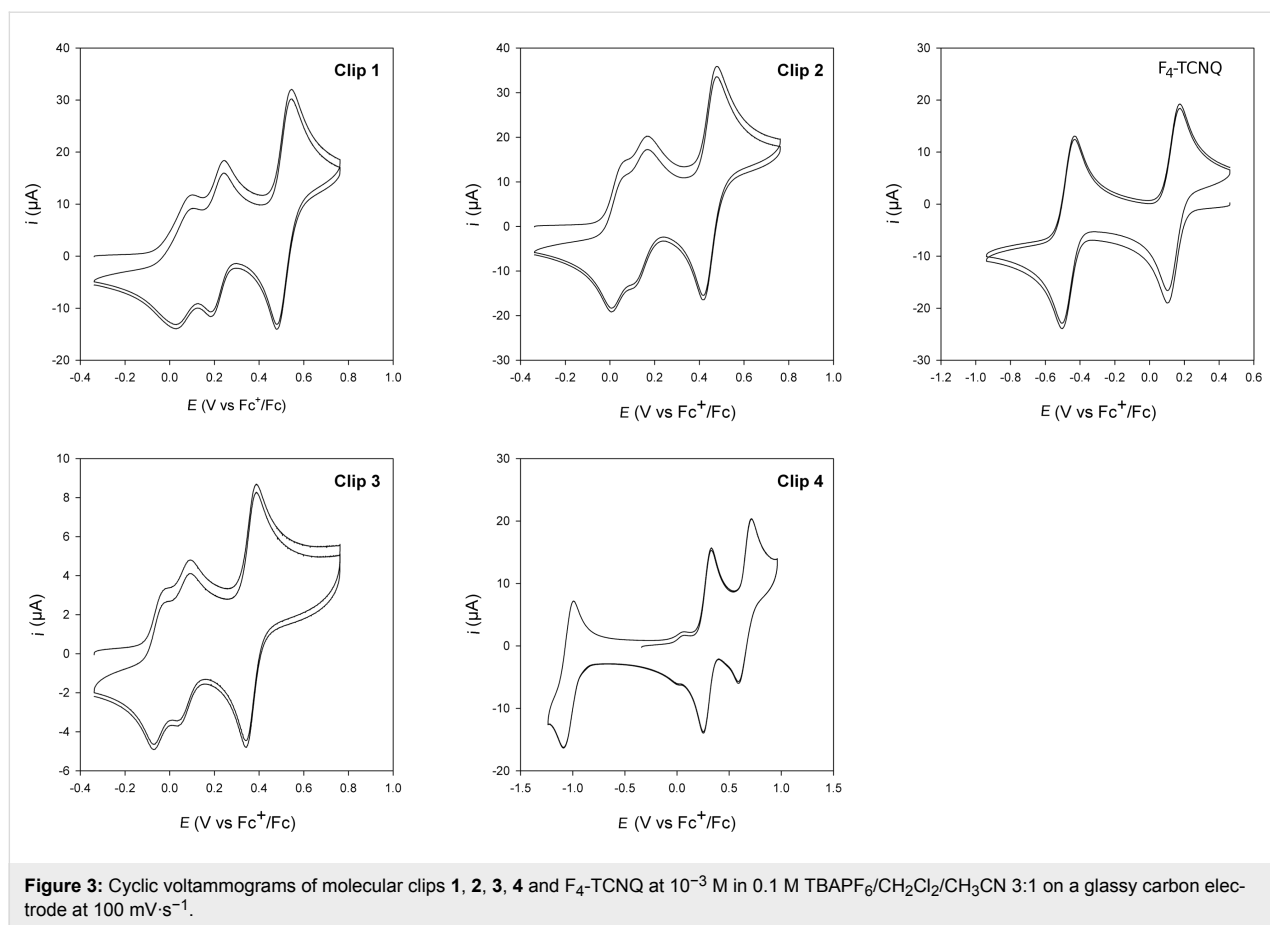 Clip 1
40
30
20
10
0
-10
-20
i (µA)
-0.4 -0.2 0.0 0.2 0.4 0.6 0.8 1.0
E (V vs Fc+/Fc)
Clip 2
40
30
20
10
0
-10
-20
-30
i (µA)
-0.4 -0.2 0.0 0.2 0.4 0.6 0.8 1.0
E (V vs Fc+/Fc)
F4-TCNQ
30
20
10
0
-10
-20
-30
i (µA)
-1.2 -1.0 -0.8 -0.6 -0.4 -0.2 0.0 0.2 0.4 0.6
E (V vs Fc+/Fc)
Clip 3
10
8
6
4
2
0
-2
-4
-6
i (µA)
-0.4 -0.2 0.0 0.2 0.4 0.6 0.8 1.0
E (V vs Fc+/Fc)
Clip 4
30
20
10
0
-10
-20
i (µA)
-1.5 -1.0 -0.5 0.0 0.5 1.0 1.5
E (V vs Fc+/Fc)
Figure 3: Cyclic voltammograms of molecular clips 1, 2, 3, 4 and F4-TCNQ at 10−3 M in 0.1 M TBAPF6/CH2Cl2/CH3CN 3:1 on a glassy carbon elec-
trode at 100 mV·s−1.